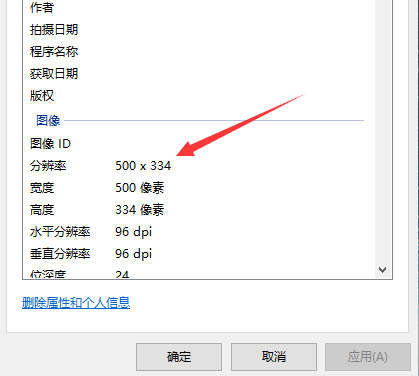 作者
拍摄日期
程序名称
获取日期
版权
图像
图像 ID
分辨率 500 x 334
宽度 500 像素
高度 334 像素
水平分辨率 96 dpi
垂直分辨率 96 dpi
位深度 24
删除属性和个人信息
确定 取消 应用(A)